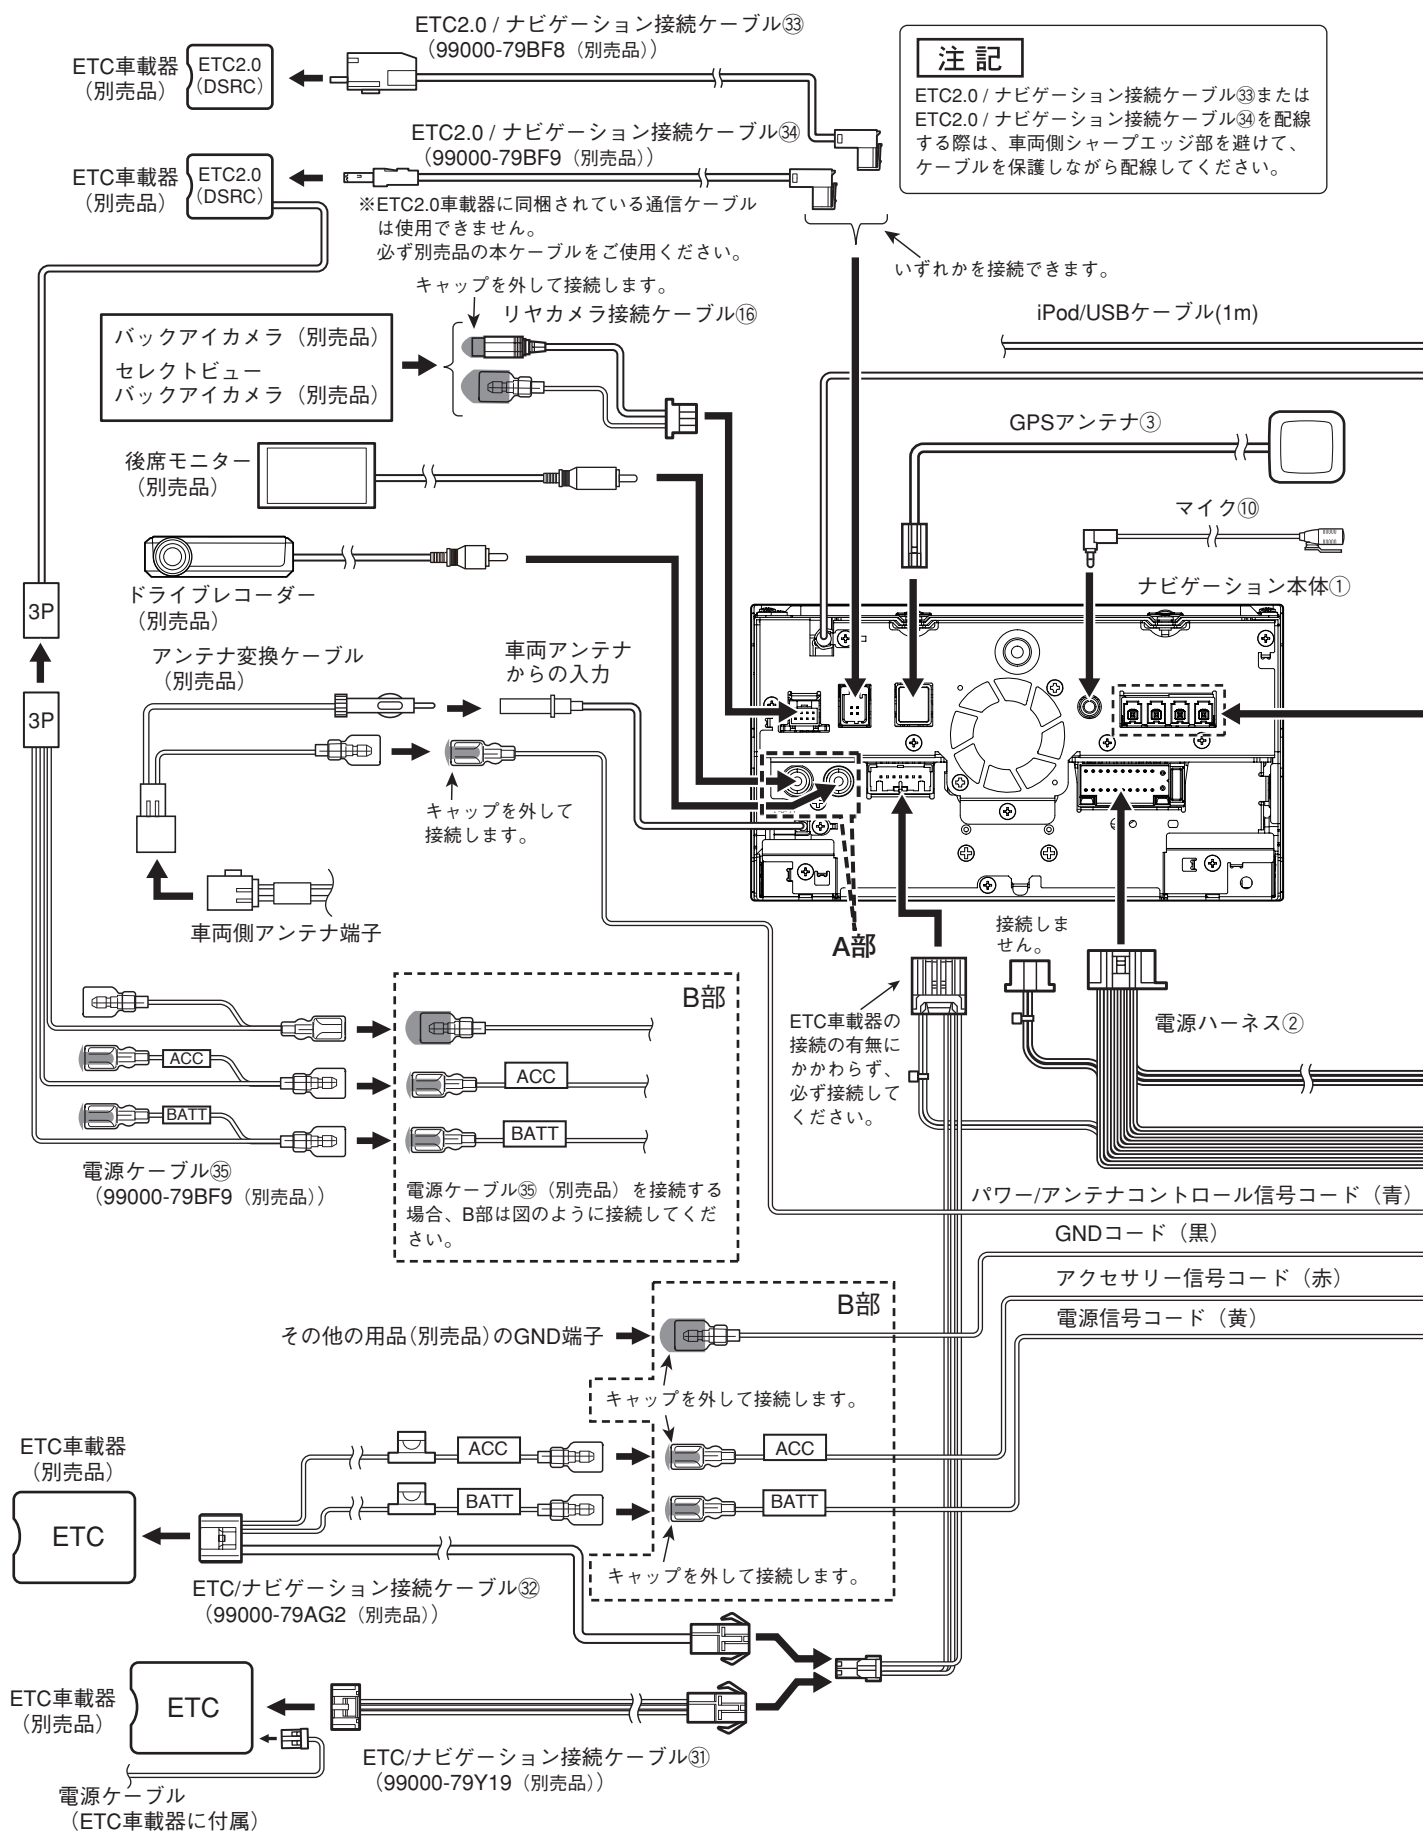 ETC2.0 / ナビゲーション接続ケーブル㉝
（99000-79BF8（別売品））
ETC車載器
（別売品）
ETC2.0
(DSRC)
注 記
ETC2.0 / ナビゲーション接続ケーブル㉝または
ETC2.0 / ナビゲーション接続ケーブル㉞を配線
する際は、車両側シャープエッジ部を避けて、
ケーブルを保護しながら配線してください。
ETC2.0 / ナビゲーション接続ケーブル㉞
（99000-79BF9（別売品））
ETC車載器
（別売品）
ETC2.0
(DSRC)
※ETC2.0車載器に同梱されている通信ケーブル
は使用できません。
必ず別売品の本ケーブルをご使用ください。
いずれかを接続できます。
キャップを外して接続します。
リヤカメラ接続ケーブル⑯
iPod/USBケーブル(1m)
バックアイカメラ（別売品）
セレクトビュー
バックアイカメラ（別売品）
GPSアンテナ③
後席モニター
（別売品）
マイク⑩
ドライブレコーダー
（別売品）
ナビゲーション本体①
3P
アンテナ変換ケーブル
（別売品）
車両アンテナ
からの入力
3P
キャップを外して
接続します。
車両側アンテナ端子
A部
接続しま
せん。
B部
ETC車載器の
接続の有無に
かかわらず、
必ず接続して
ください。
電源ハーネス②
ACC
ACC
BATT
BATT
電源ケーブル㉟
（99000-79BF9（別売品））
電源ケーブル㉟（別売品）を接続する
場合、B部は図のように接続してくだ
さい。
パワー/アンテナコントロール信号コード（青）
GNDコード（黒）
アクセサリー信号コード（赤）
電源信号コード（黄）
B部
その他の用品(別売品)のGND端子
キャップを外して接続します。
ETC車載器
（別売品）
ETC
ACC
ACC
BATT
BATT
キャップを外して接続します。
ETC/ナビゲーション接続ケーブル㉜
（99000-79AG2（別売品））
ETC車載器
（別売品）
ETC
ETC/ナビゲーション接続ケーブル㉛
（99000-79Y19（別売品））
電源ケーブル
（ETC車載器に付属）